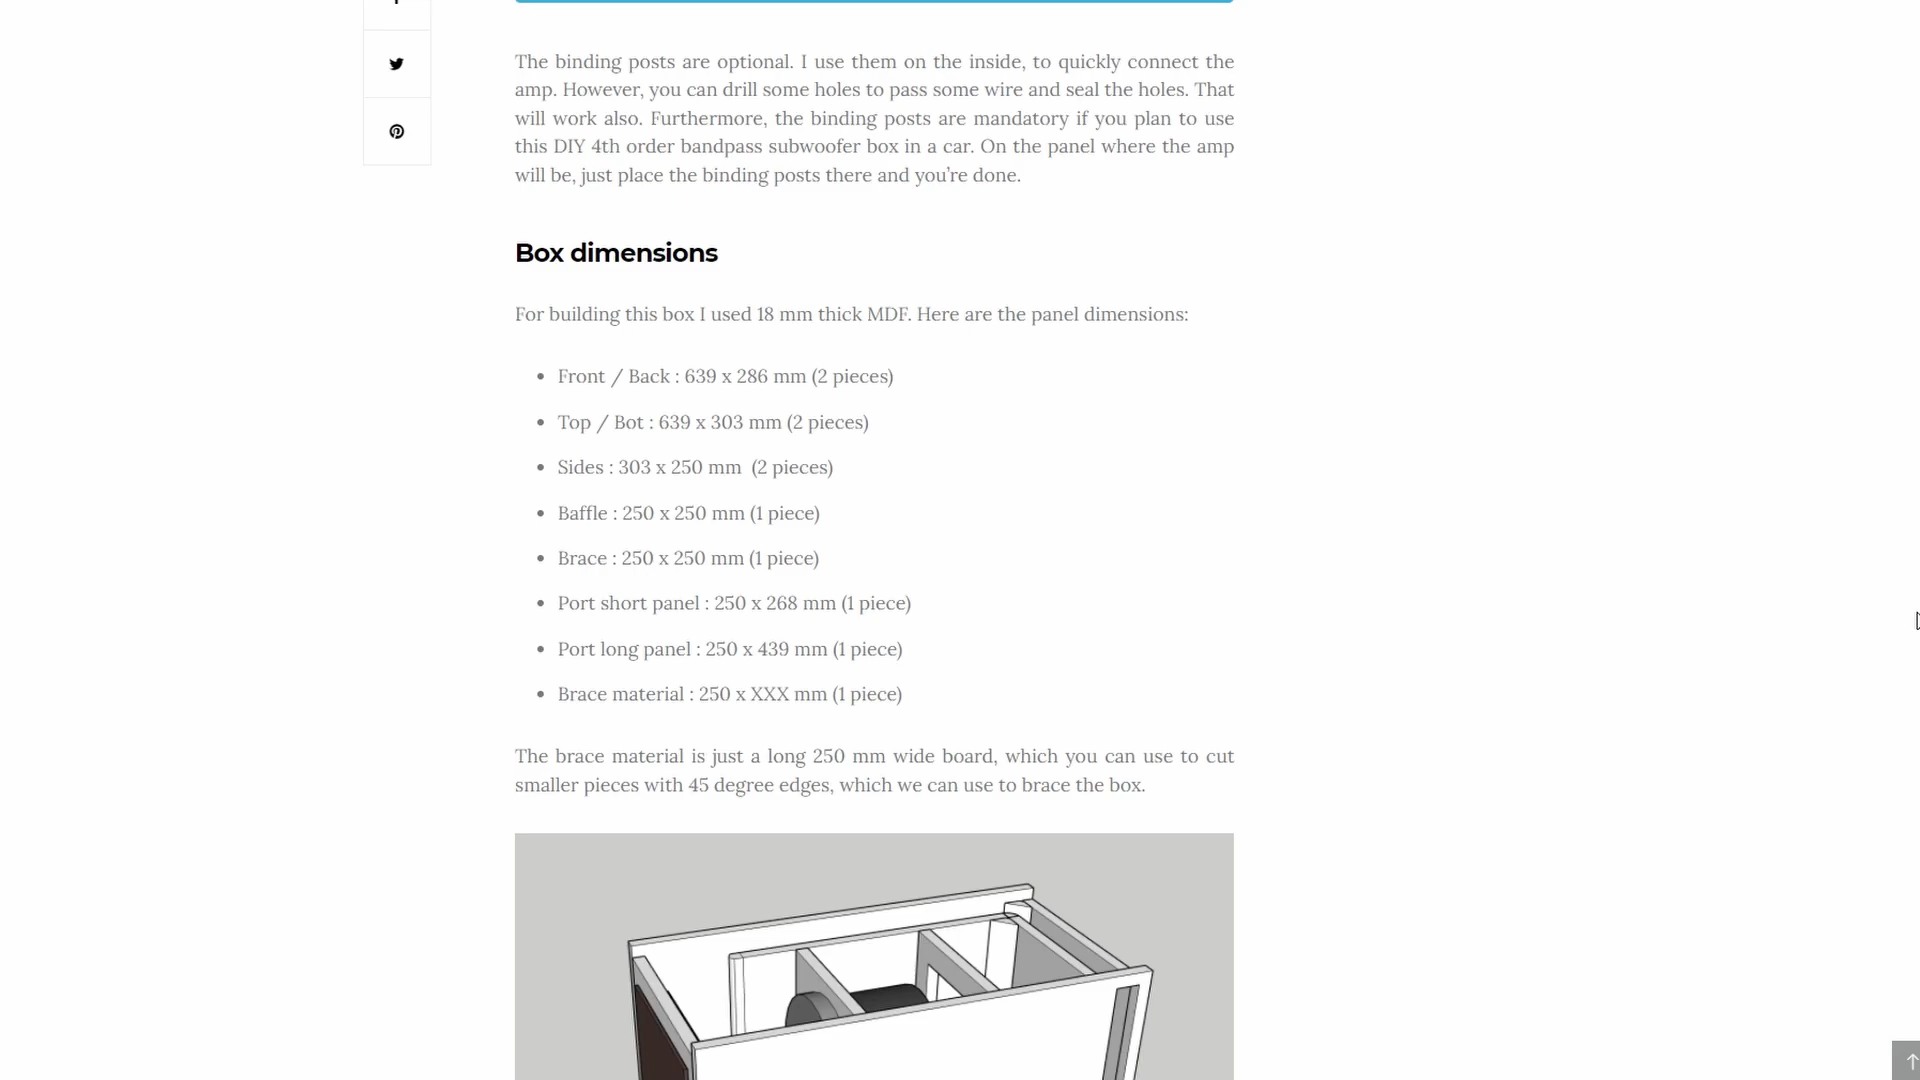 The binding posts are optional. I use them on the inside, to quickly connect the
amp. However, you can drill some holes to pass some wire and seal the holes. That
will work also. Furthermore, the binding posts are mandatory if you plan to use
this DIY 4th order bandpass subwoofer box in a car. On the panel where the amp
will be, just place the binding posts there and you’re done.
Box dimensions
For building this box I used 18 mm thick MDF. Here are the panel dimensions:
• Front / Back : 639 x 286 mm (2 pieces)
• Top / Bot : 639 x 303 mm (2 pieces)
• Sides : 303 x 250 mm (2 pieces)
• Baffle : 250 x 250 mm (1 piece)
• Brace : 250 x 250 mm (1 piece)
• Port short panel : 250 x 268 mm (1 piece)
• Port long panel : 250 x 439 mm (1 piece)
• Brace material : 250 x XXX mm (1 piece)
The brace material is just a long 250 mm wide board, which you can use to cut
smaller pieces with 45 degree edges, which we can use to brace the box.